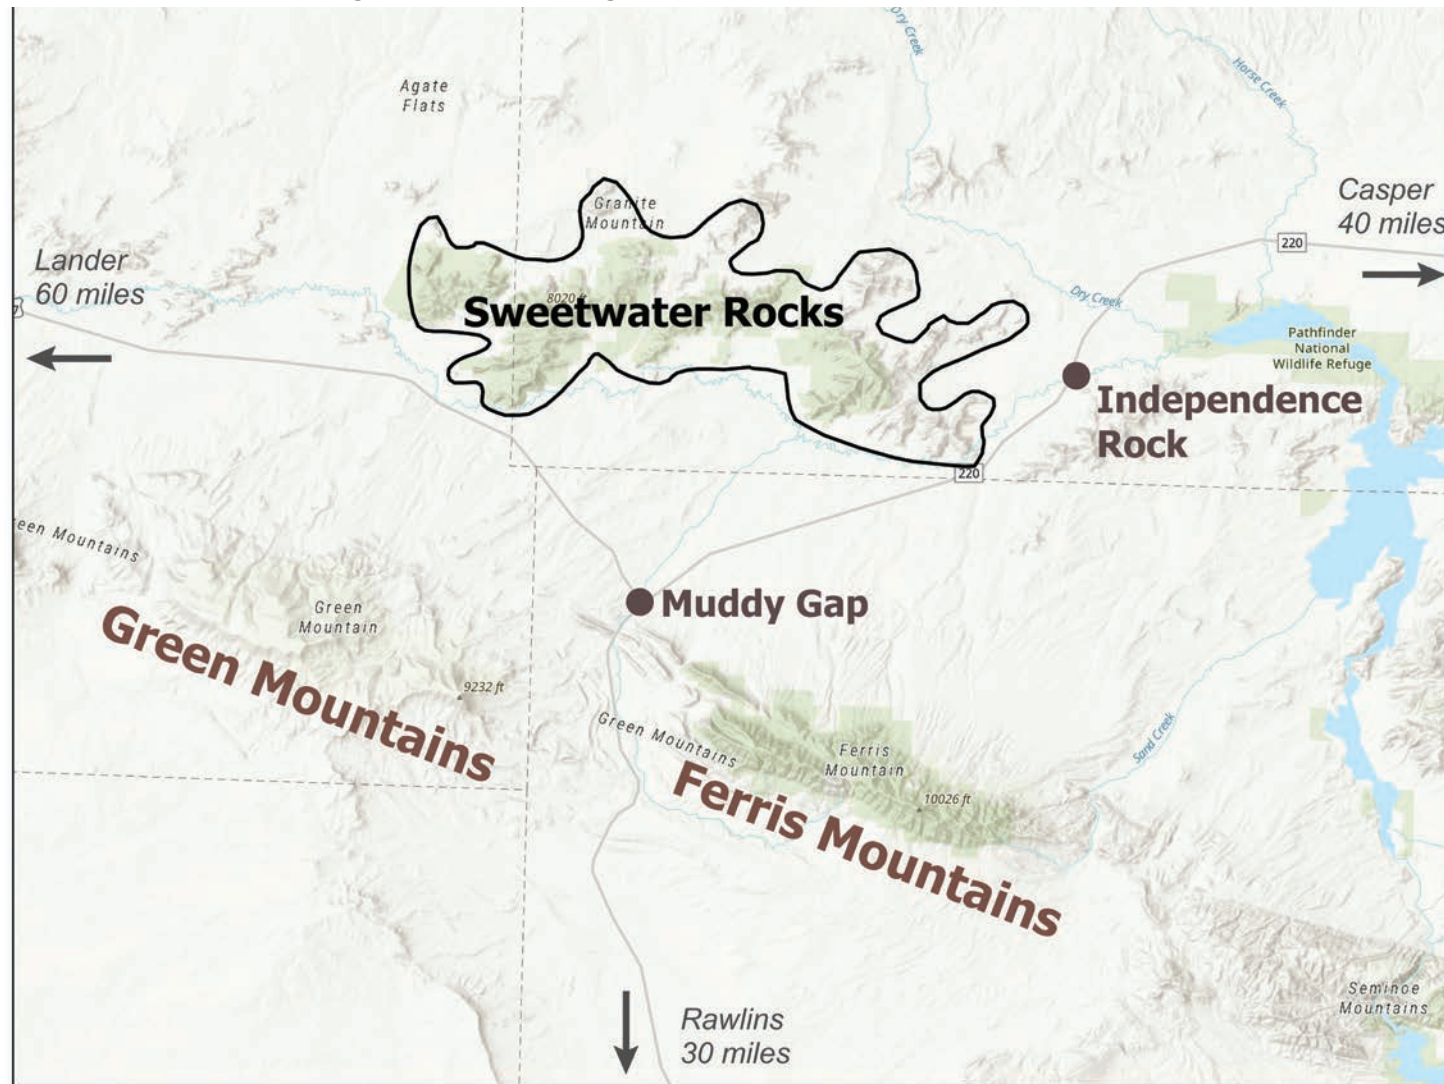 Dry Creek
Horse Creek
Agate
Flats
Casper
40 miles
Granite
Mountain
220
Lander
60 miles
8020 ft
Sweetwater Rocks
Dry Creek
Pathfinder
National
Wildlife Refuge
Independence
Rock
220
reen Mountains
Green
Mountain
Muddy Gap
Green Mountains
9232 ft
Green Mountains
Ferris
Mountain
Sand Creek
10026 ft
Ferris Mountains
Seminoe
Mountains
Rawlins
30 miles